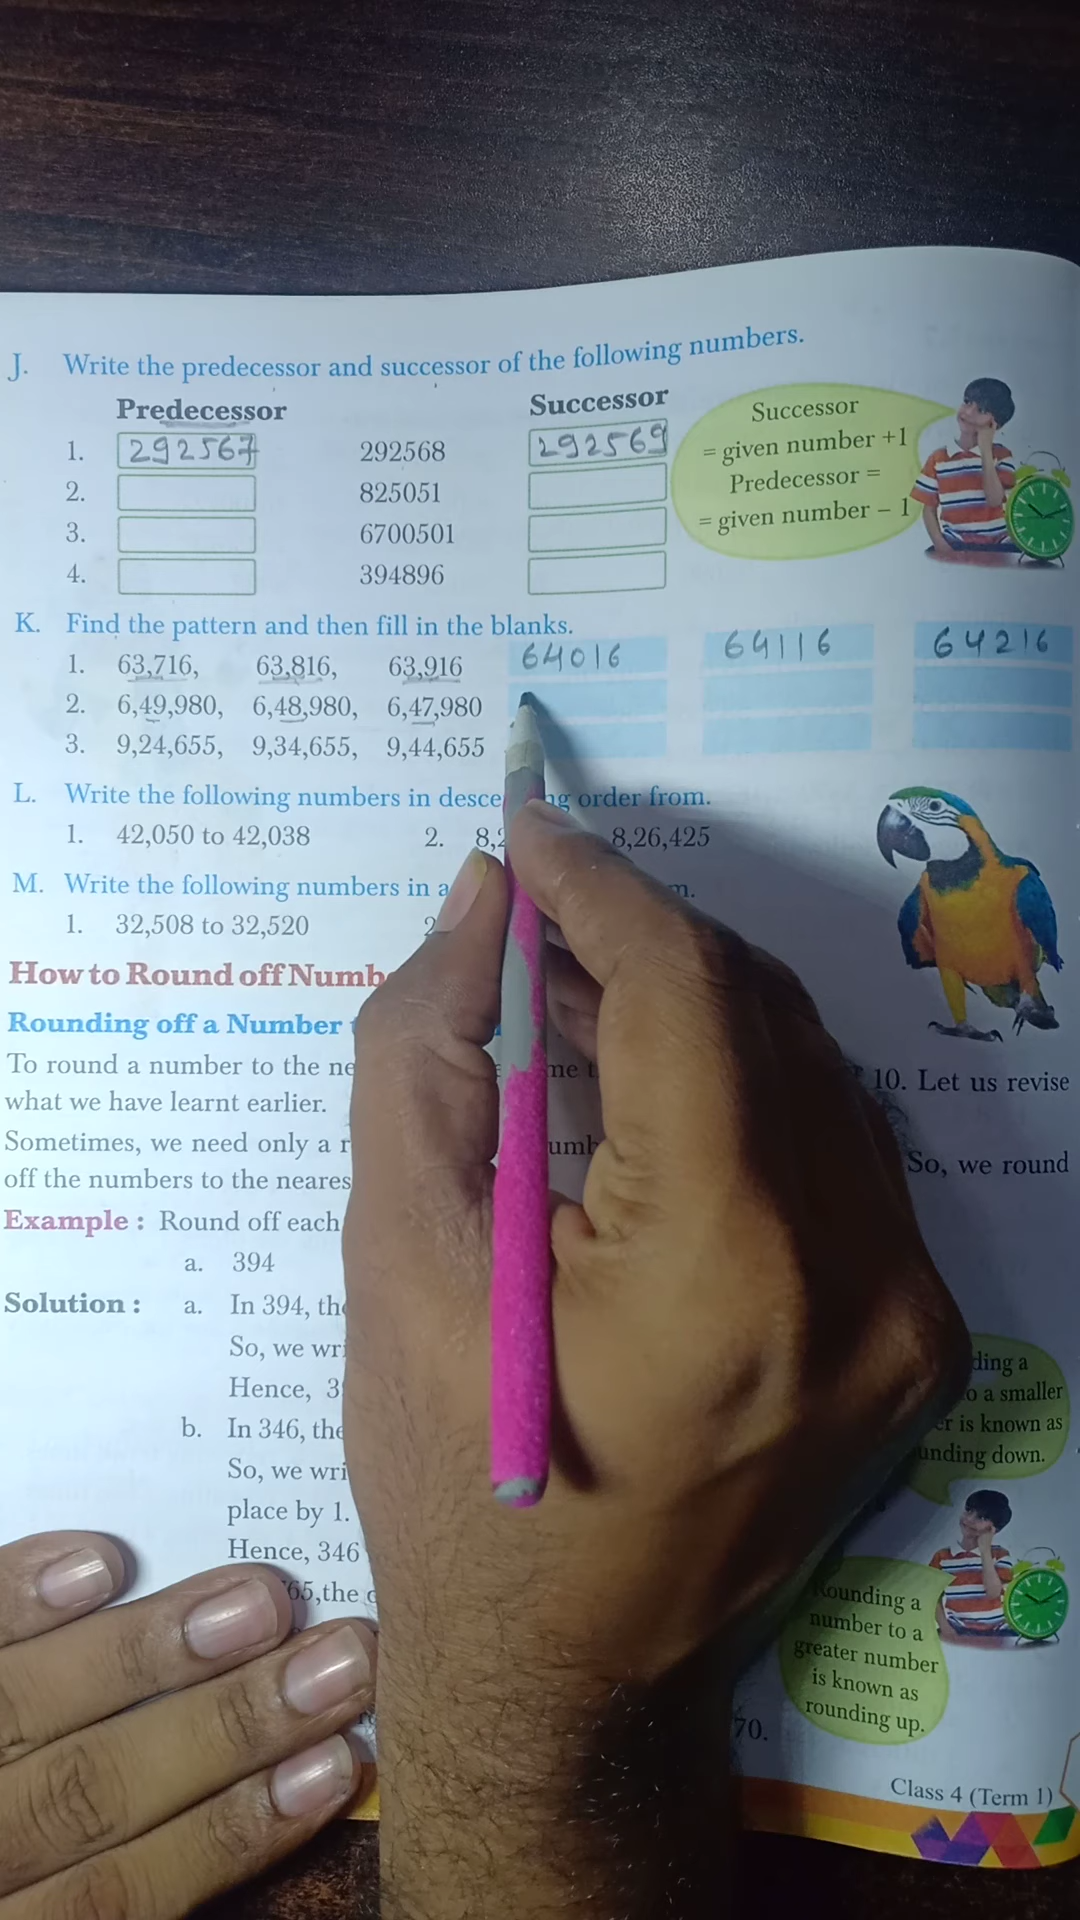 J. Write the predecessor and successor of the following numbers.
Predecessor Successor
1. 292567 292568 292569
2. 825051
3. 6700501
4. 394896
Successor
= given number +1
Predecessor =
= given number – 1
K. Find the pattern and then fill in the blanks.
1. 63,716, 63,816, 63,916 64016 64116 64216
2. 6,49,980, 6,48,980, 6,47,980
3. 9,24,655, 9,34,655, 9,44,655
L. Write the following numbers in order from.
1. 42,050 to 42,038 2. 8,26,425
M. Write the following numbers in
1. 32,508 to 32,520
How to Round off
Rounding off a Number
To round a number to the 10. Let us revise
what we have learnt earlier.
Sometimes, we need only a So, we round
off the numbers to the
Example : Round off each
a. 394
Solution : a. In 394,
So, we
Hence,
b. In 346, the
So, we
place by 1.
Hence, 346
the
70.
a
a smaller
is known as
down.
Rounding a
number to a
greater number
is known as
rounding up.
Class 4 (Term 1)